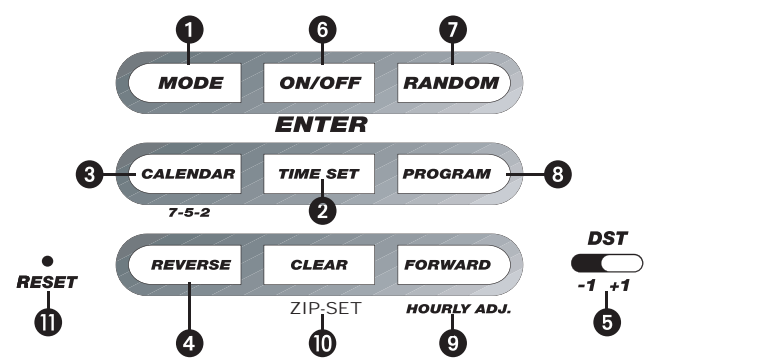 1 6 7
MODE ON/OFF RANDOM
ENTER
3 CALENDAR TIME SET PROGRAM 8
7-5-2 2
DST
REVERSE CLEAR FORWARD
RESET -1 +1
ZIP-SET HOURLY ADJ.
11 4 10 9 5